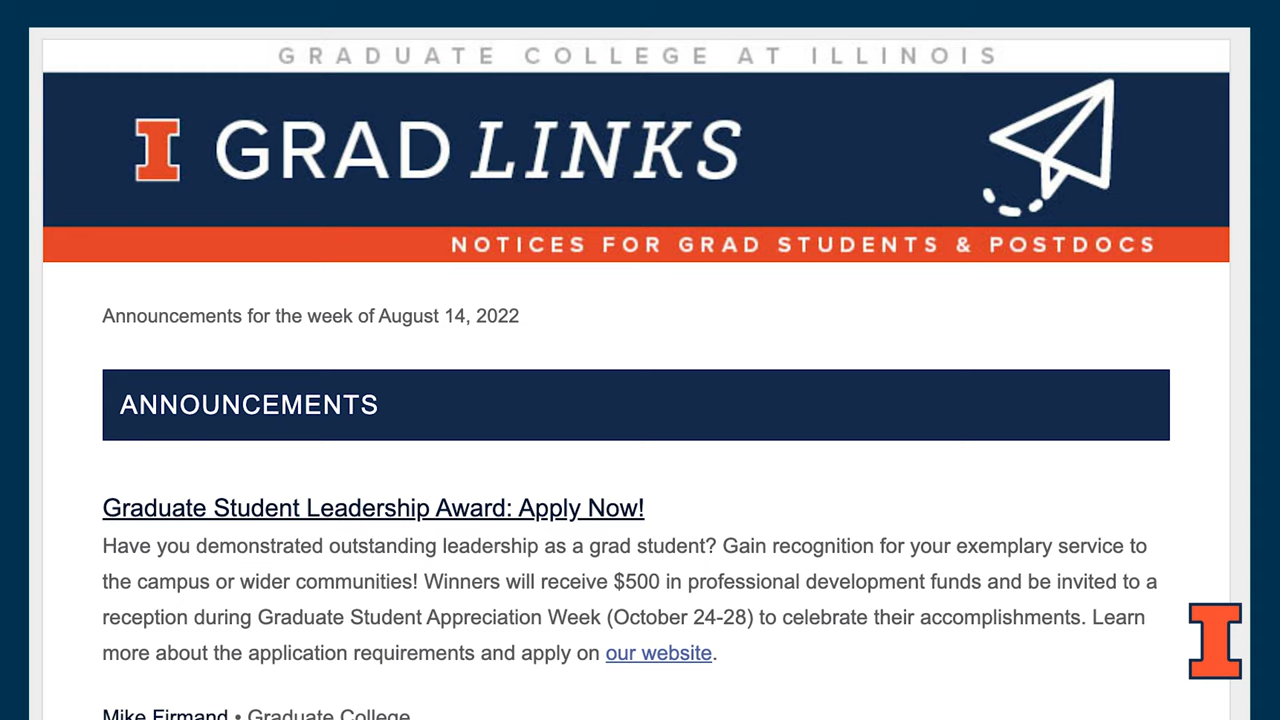 GRADUATE COLLEGE AT ILLINOIS
I GRAD LINKS
NOTICES FOR GRAD STUDENTS & POSTDOCS
Announcements for the week of August 14, 2022
ANNOUNCEMENTS
Graduate Student Leadership Award: Apply Now!
Have you demonstrated outstanding leadership as a grad student? Gain recognition for your exemplary service to
the campus or wider communities! Winners will receive $500 in professional development funds and be invited to a
reception during Graduate Student Appreciation Week (October 24-28) to celebrate their accomplishments. Learn
more about the application requirements and apply on our website.
I
Mike Firmand • Graduate College